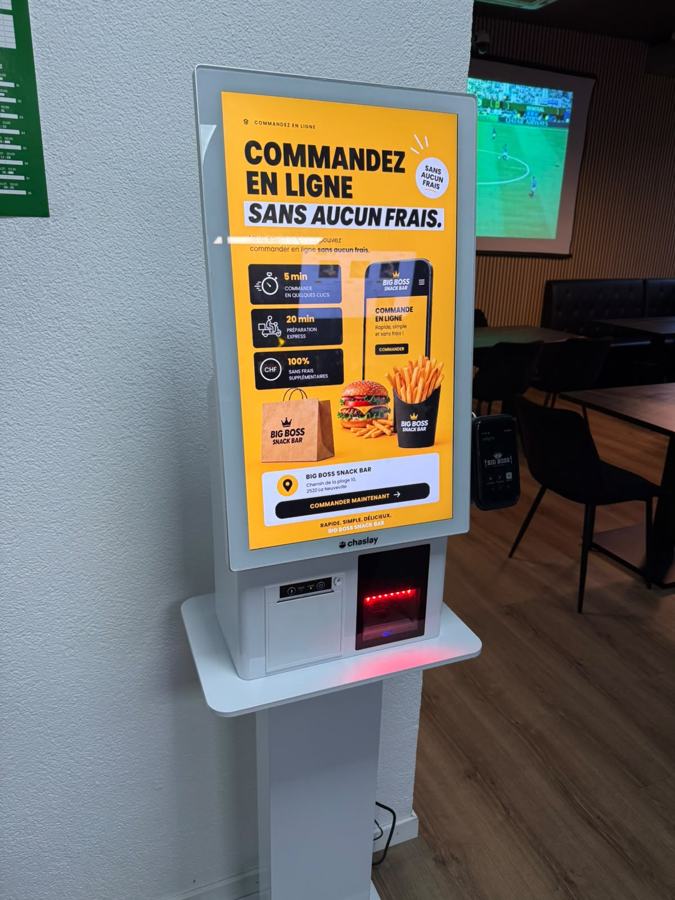 COMMANDEZ EN LIGNE
COMMANDEZ
EN LIGNE
SANS AUCUN FRAIS.
SANS
AUCUN
FRAIS
commander en ligne sans aucun frais.
5 min
COMMANDE
EN QUELQUES CLICS
20 min
PRÉPARATION
EXPRESS
CHF
100%
SANS FRAIS
SUPPLÉMENTAIRES
BIG BOSS
SNACK BAR
COMMANDE
EN LIGNE
Rapide, simple
et sans frais !
COMMANDER
BIG BOSS
SNACK BAR
BIG BOSS
SNACK BAR
BIG BOSS SNACK BAR
Chemin de la plage 10,
2520 La Neuveville
COMMANDER MAINTENANT
RAPIDE. SIMPLE. DÉLICIEUX.
BIG BOSS SNACK BAR
chaslay
BIG BOSS